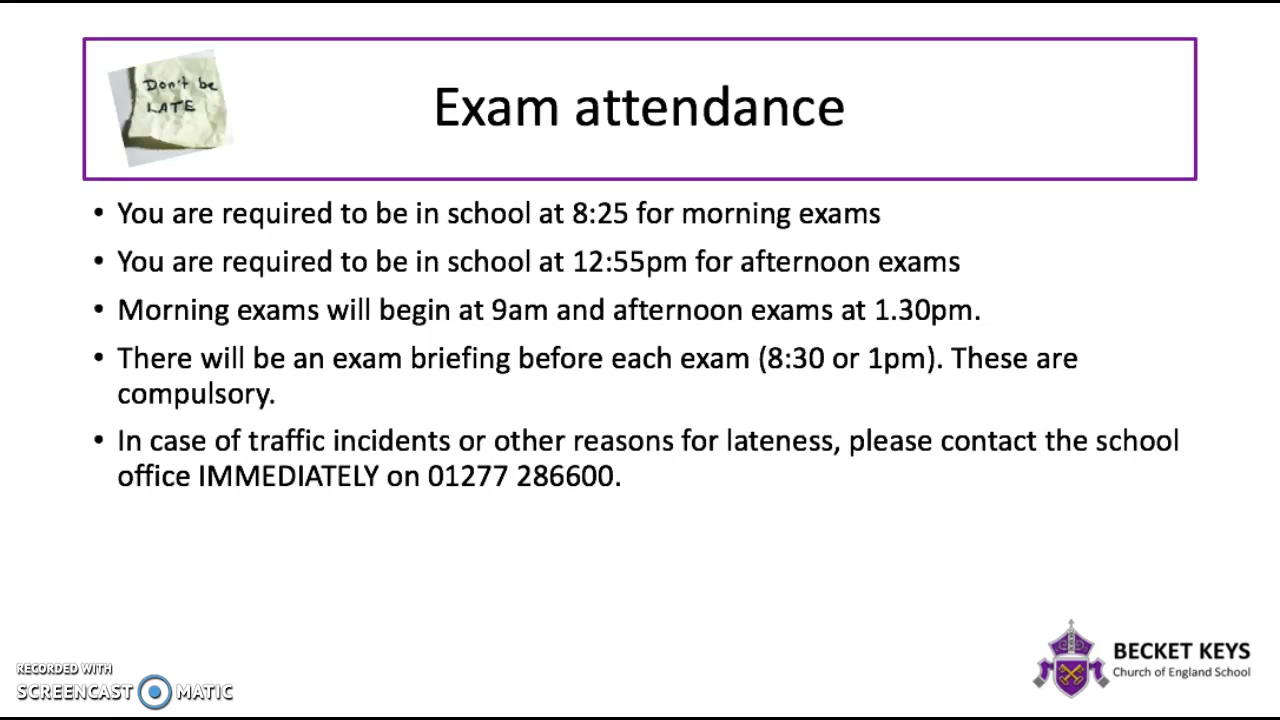 Don't be
LATE
Exam attendance
• You are required to be in school at 8:25 for morning exams
• You are required to be in school at 12:55pm for afternoon exams
• Morning exams will begin at 9am and afternoon exams at 1.30pm.
• There will be an exam briefing before each exam (8:30 or 1pm). These are
compulsory.
• In case of traffic incidents or other reasons for lateness, please contact the school
office IMMEDIATELY on 01277 286600.
BECKET KEYS
Church of England School
RECORDED WITH
SCREENCAST MATIC